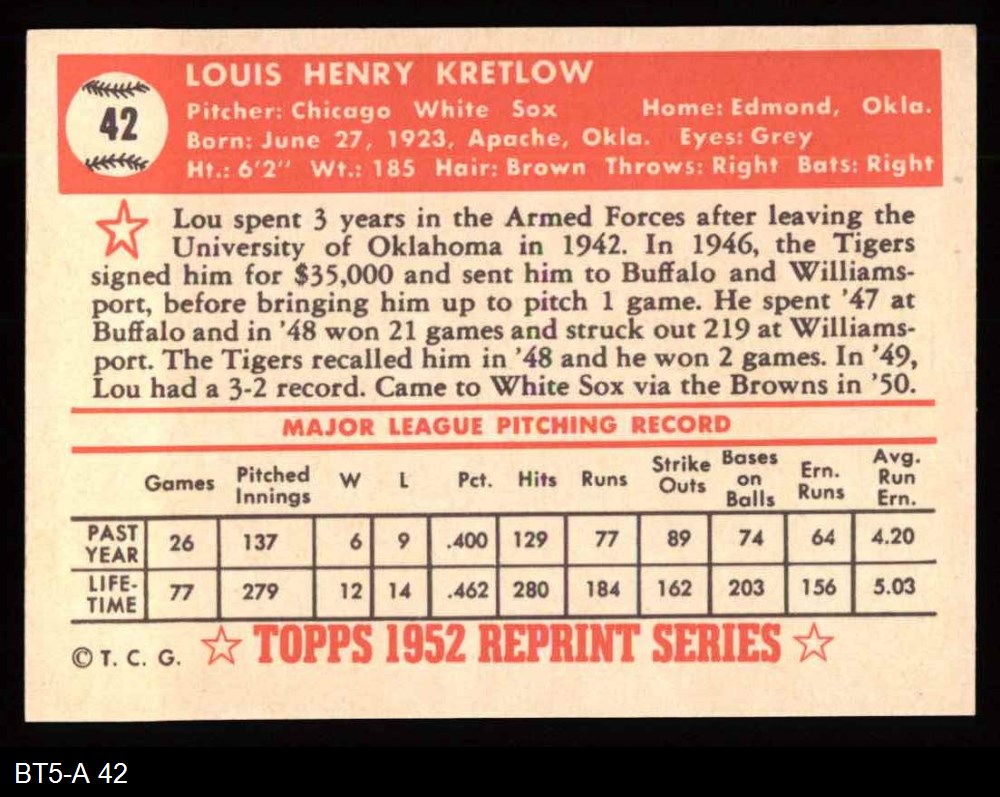 42
LOUIS HENRY KRETLOW
Pitcher: Chicago White Sox Home: Edmond, Okla.
Born: June 27, 1923, Apache, Okla. Eyes: Grey
Ht.: 6'2" Wt.: 185 Hair: Brown Throws: Right Bats: Right
Lou spent 3 years in the Armed Forces after leaving the
University of Oklahoma in 1942. In 1946, the Tigers
signed him for $35,000 and sent him to Buffalo and Williams-
port, before bringing him up to pitch 1 game. He spent '47 at
Buffalo and in '48 won 21 games and struck out 219 at Williams-
port. The Tigers recalled him in '48 and he won 2 games. In '49,
Lou had a 3-2 record. Came to White Sox via the Browns in '50.
MAJOR LEAGUE PITCHING RECORD
Games Pitched Innings W L Pct. Hits Runs Strike Outs Bases on Balls Ern. Runs Avg. Run Ern.
PAST YEAR 26 137 6 9 .400 129 77 89 74 64 4.20
LIFE-TIME 77 279 12 14 .462 280 184 162 203 156 5.03
© T. C. G. TOPPS 1952 REPRINT SERIES
BT5-A 42